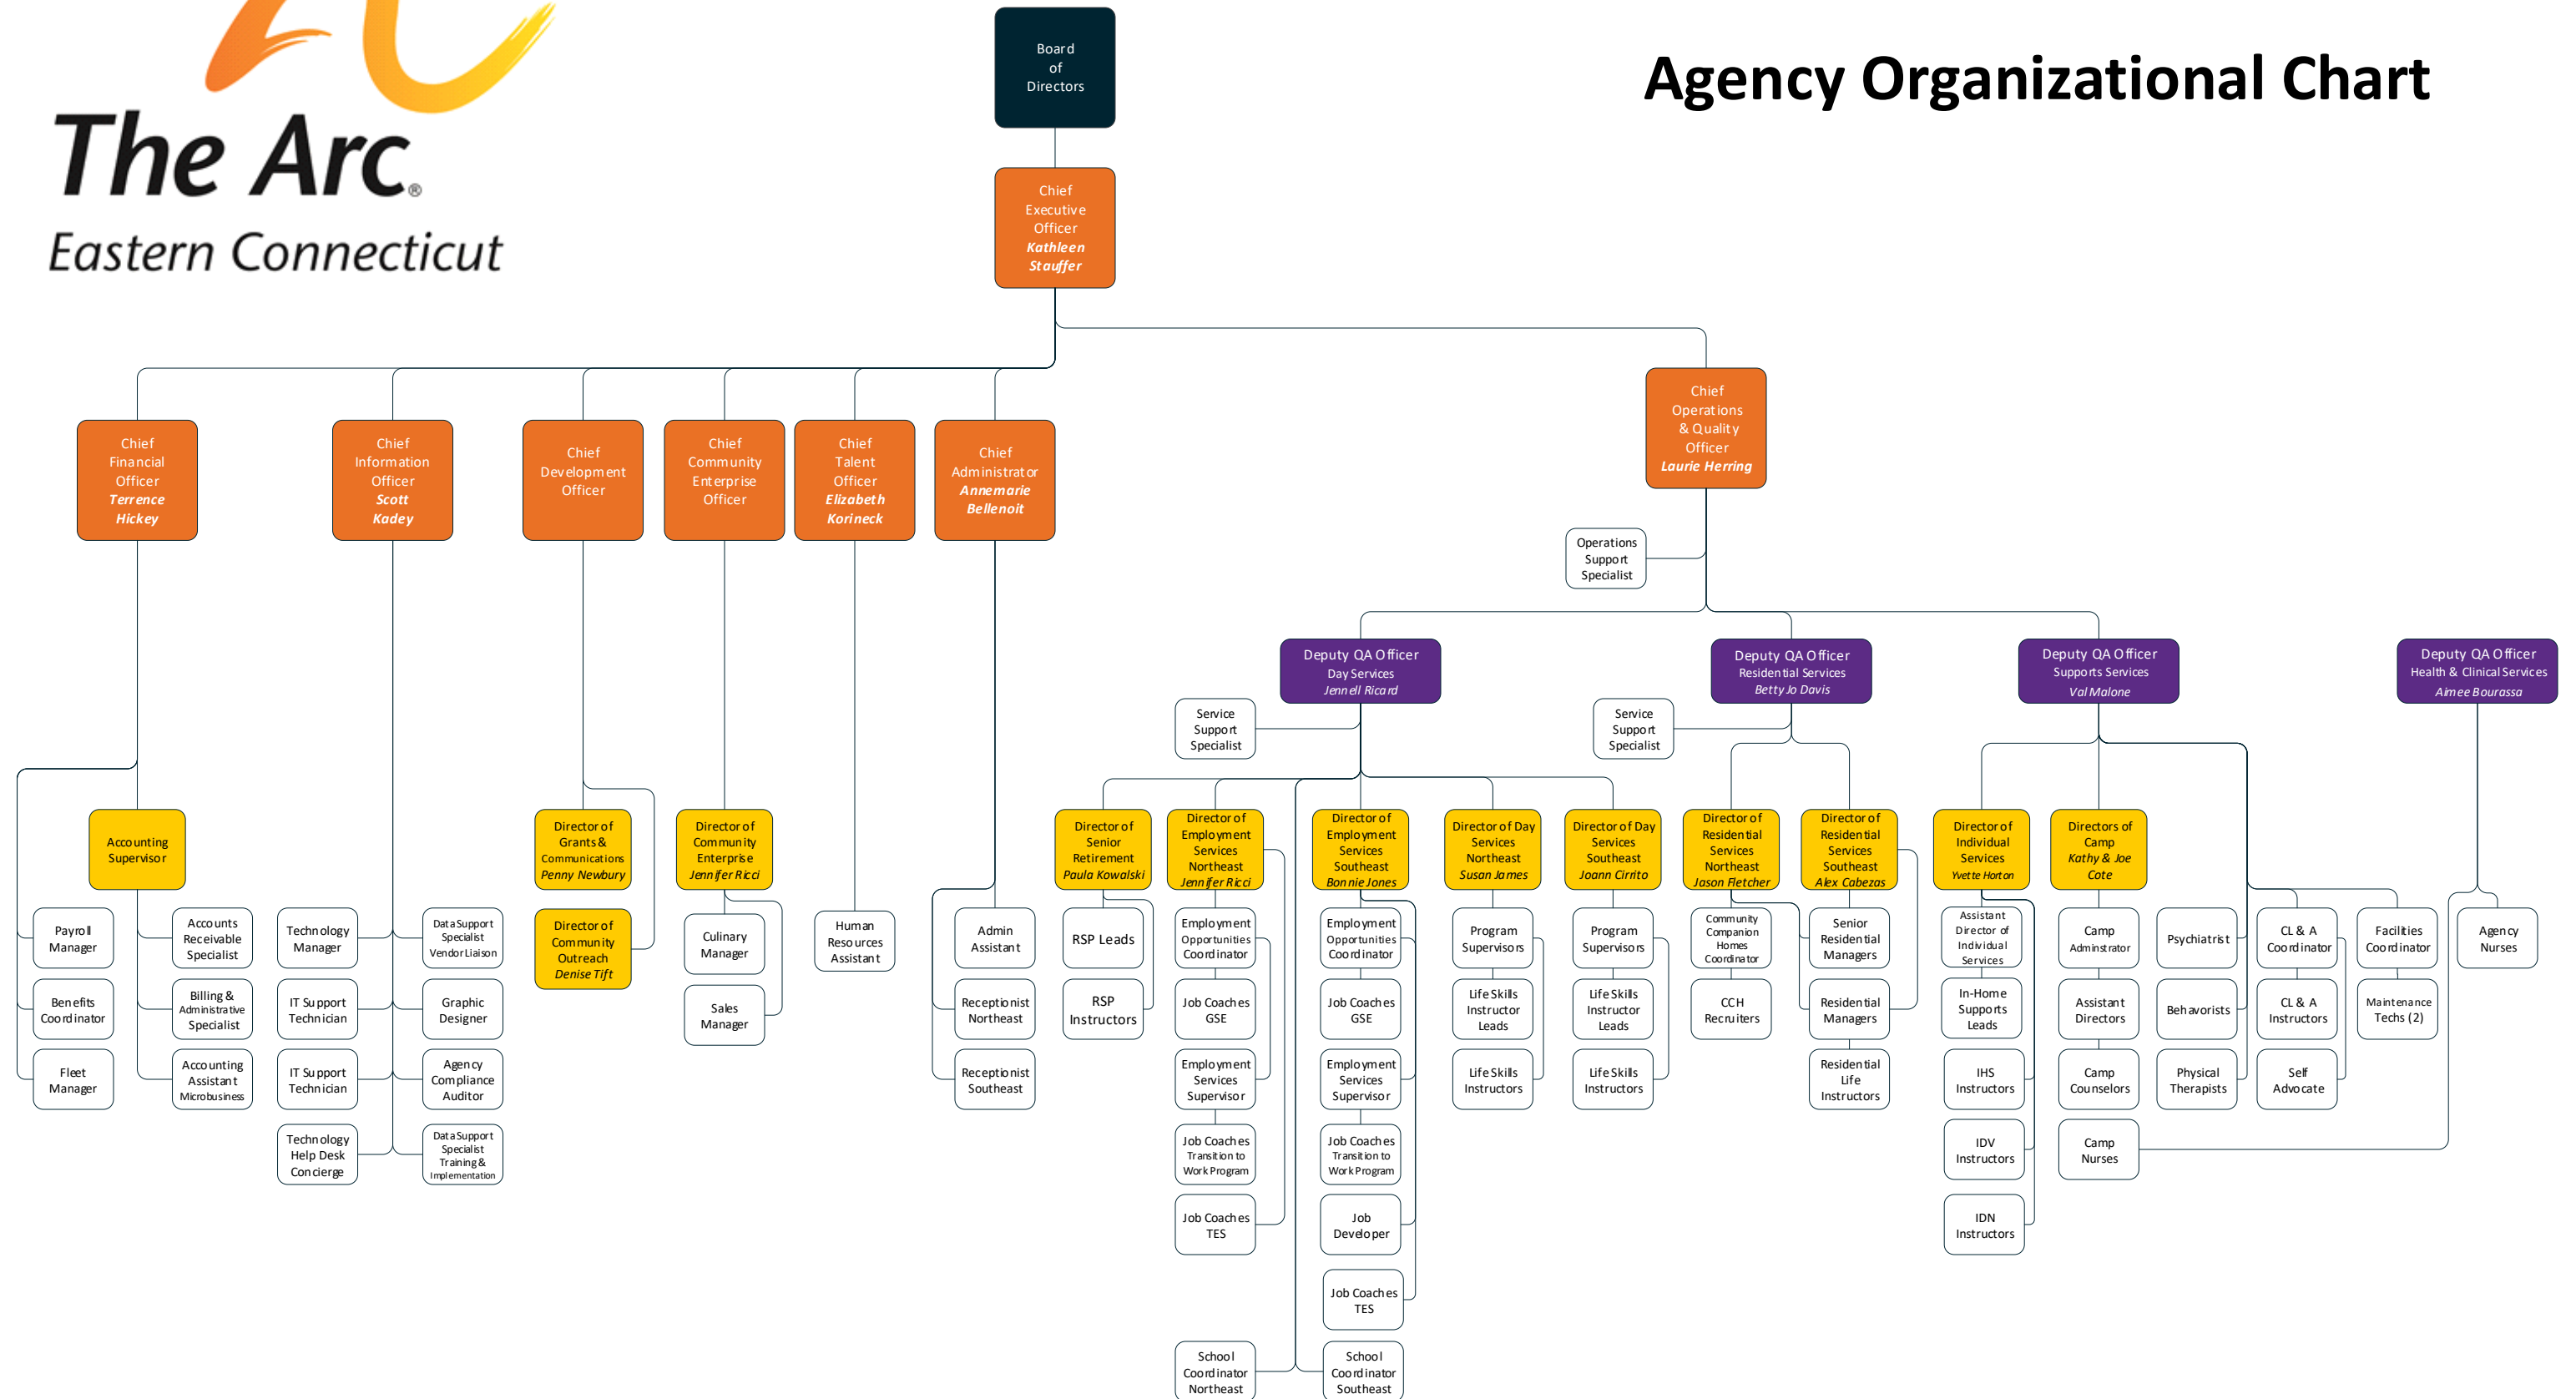 The Arc®
Eastern Connecticut
Agency Organizational Chart
Board
of
Directors
Chief
Executive
Officer
Kathleen
Stauffer
Chief
Financial
Officer
Terrence
Hickey
Chief
Information
Officer
Scott
Kadey
Chief
Development
Officer
Chief
Community
Enterprise
Officer
Chief
Talent
Officer
Elizabeth
Korineck
Chief
Administrator
Annemarie
Bellenoit
Chief
Operations
& Quality
Officer
Laurie Herring
Operations
Support
Specialist
Deputy QA Officer
Day Services
Jennell Ricard
Deputy QA Officer
Residential Services
Betty Jo Davis
Deputy QA Officer
Supports Services
Val Malone
Deputy QA Officer
Health & Clinical Services
Aimee Bourassa
Service
Support
Specialist
Service
Support
Specialist
Accounting
Supervisor
Director of
Grants &
Communications
Penny Newbury
Director of
Community
Enterprise
Jennifer Ricci
Director of
Senior
Retirement
Paula Kowalski
Director of
Employment
Services
Northeast
Jennifer Ricci
Director of
Employment
Services
Southeast
Bonnie Jones
Director of Day
Services
Northeast
Susan James
Director of Day
Services
Southeast
Joann Cirrito
Director of
Residential
Services
Northeast
Jason Fletcher
Director of
Residential
Services
Southeast
Alex Cabezas
Director of
Individual
Services
Yvette Horton
Directors of
Camp
Kathy & Joe
Cote
Payroll
Manager
Accounts
Receivable
Specialist
Technology
Manager
Data Support
Specialist
Vendor Liaison
Director of
Community
Outreach
Denise Tift
Culinary
Manager
Human
Resources
Assistant
Admin
Assistant
RSP Leads
Employment
Opportunities
Coordinator
Employment
Opportunities
Coordinator
Program
Supervisors
Program
Supervisors
Community
Companion
Homes
Coordinator
Senior
Residential
Managers
Assistant
Director of
Individual
Services
Camp
Adminstrator
Psychiatrist
CL & A
Coordinator
Facilities
Coordinator
Agency
Nurses
Benefits
Coordinator
Billing &
Administrative
Specialist
IT Support
Technician
Graphic
Designer
Sales
Manager
Receptionist
Northeast
RSP
Instructors
Job Coaches
GSE
Job Coaches
GSE
Life Skills
Instructor
Leads
Life Skills
Instructor
Leads
CCH
Recruiters
Residential
Managers
In-Home
Supports
Leads
Assistant
Directors
Behavorists
CL & A
Instructors
Maintenance
Techs (2)
Fleet
Manager
Accounting
Assistant
Microbusiness
IT Support
Technician
Agency
Compliance
Auditor
Receptionist
Southeast
Employment
Services
Supervisor
Employment
Services
Supervisor
Life Skills
Instructors
Life Skills
Instructors
Residential
Life
Instructors
IHS
Instructors
Camp
Counselors
Physical
Therapists
Self
Advocate
Technology
Help Desk
Concierge
Data Support
Specialist
Training &
Implementation
Job Coaches
Transition to
Work Program
Job Coaches
Transition to
Work Program
IDV
Instructors
Camp
Nurses
Job Coaches
TES
Job
Developer
IDN
Instructors
Job Coaches
TES
School
Coordinator
Northeast
School
Coordinator
Southeast